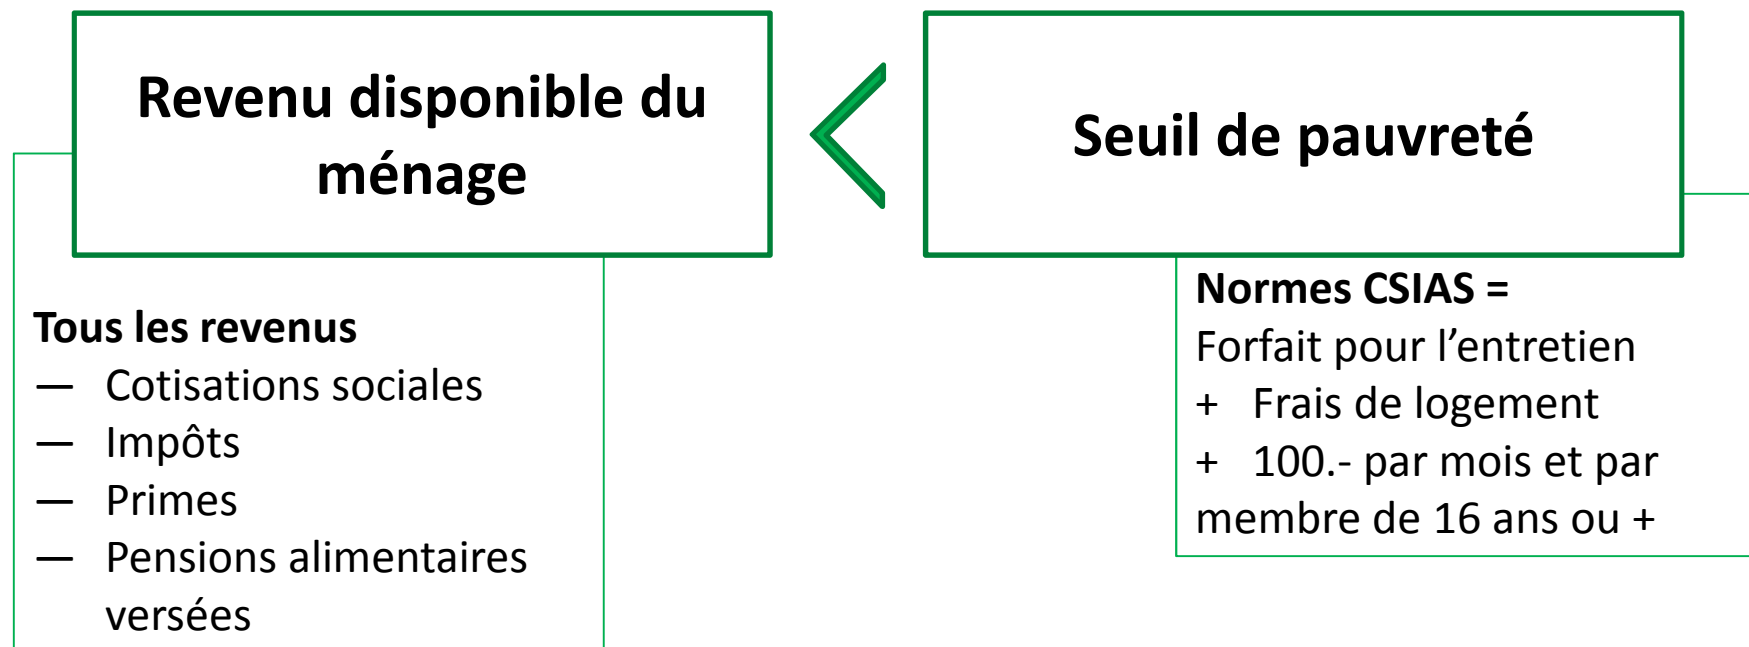 Revenu disponible du
ménage
Seuil de pauvreté
Tous les revenus
— Cotisations sociales
— Impôts
— Primes
— Pensions alimentaires
versées
Normes CSIAS =
Forfait pour l’entretien
+ Frais de logement
+ 100.- par mois et par
membre de 16 ans ou +